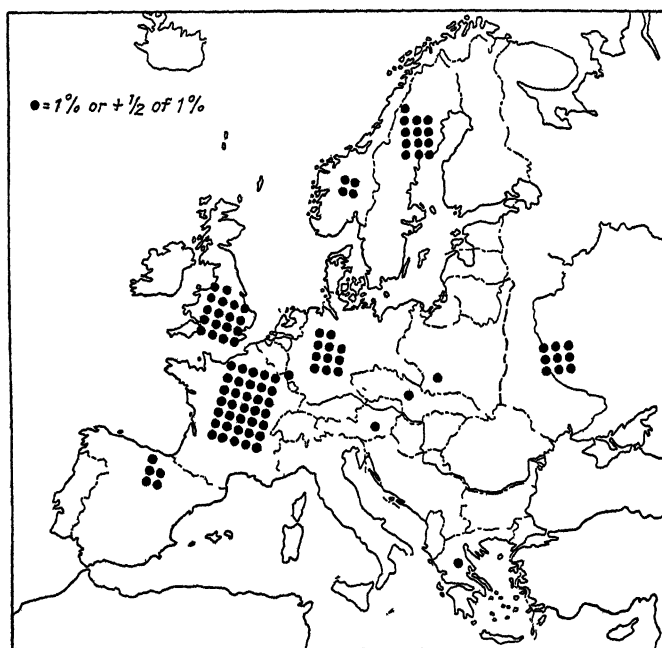 ●=1% or + ½ of 1%